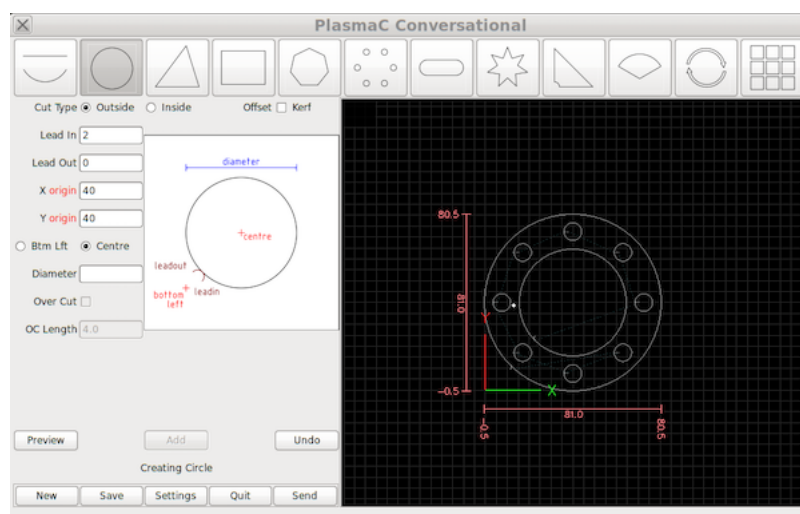 PlasmaC Conversational
Cut Type Outside Inside Offset Kerf
Lead In 2
Lead Out 0
X origin 40
Y origin 40
Btm Lft Centre
Diameter
Over Cut
OC Length 4.0
diameter
centre
leadout
leadin
bottom
left
Preview Add Undo
Creating Circle
New Save Settings Quit Send
80.5
81.0
Y
-0.5
X
81.0
-0.5
80.5